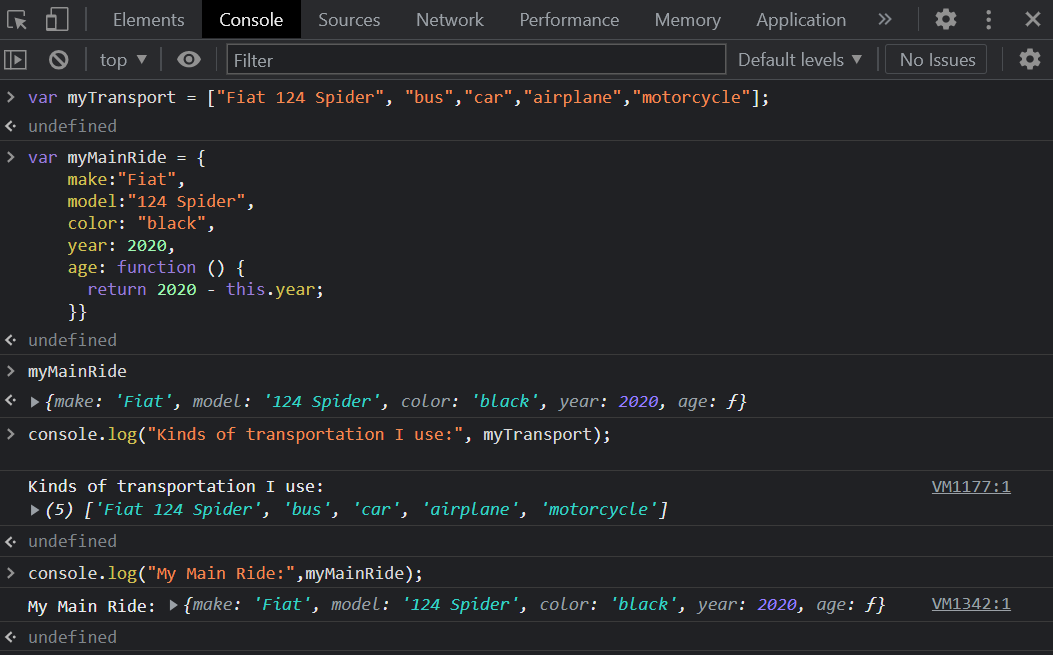 Elements Console Sources Network Performance Memory Application »
top ▼ Filter Default levels ▼ No Issues
> var myTransport = ["Fiat 124 Spider", "bus","car","airplane","motorcycle"];
undefined
> var myMainRide = {
make:"Fiat",
model:"124 Spider",
color: "black",
year: 2020,
age: function () {
return 2020 - this.year;
}}
undefined
> myMainRide
▶{make: 'Fiat', model: '124 Spider', color: 'black', year: 2020, age: ƒ}
> console.log("Kinds of transportation I use:", myTransport);
Kinds of transportation I use: VM1177:1
▶(5) ['Fiat 124 Spider', 'bus', 'car', 'airplane', 'motorcycle']
undefined
> console.log("My Main Ride:",myMainRide);
My Main Ride: ▶{make: 'Fiat', model: '124 Spider', color: 'black', year: 2020, age: ƒ} VM1342:1
undefined